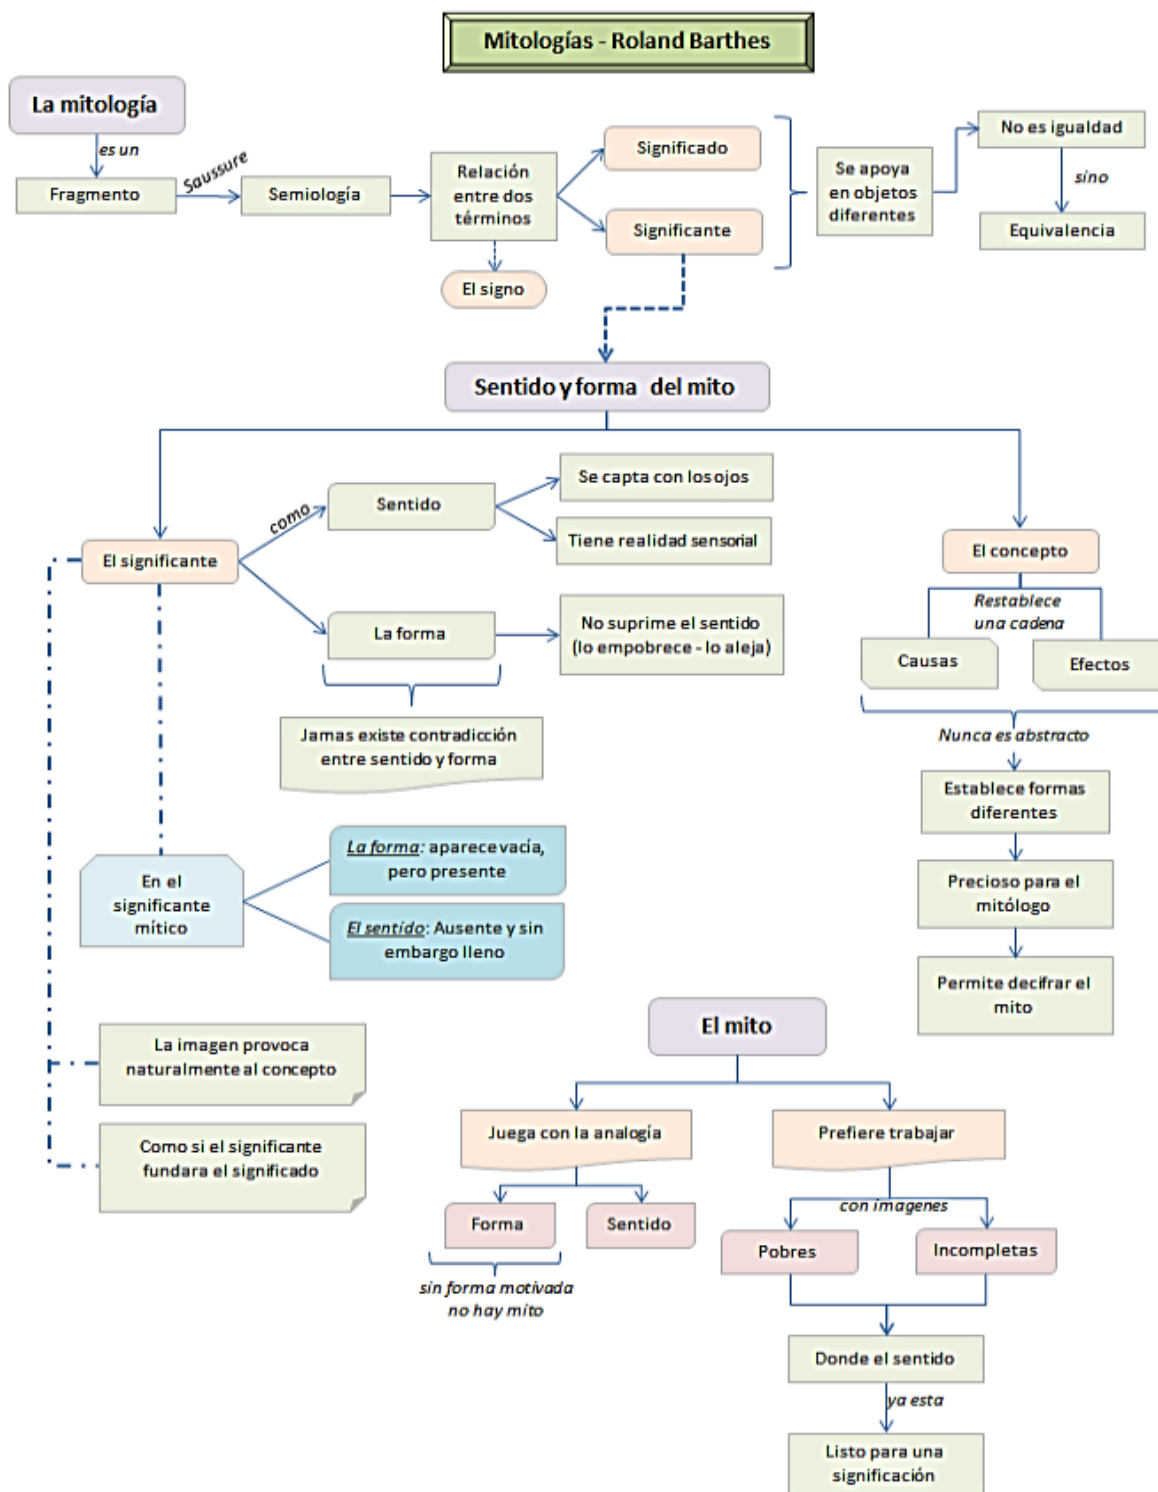 Mitologías - Roland Barthes
La mitología
es un
Fragmento
Saussure
Semiología
Relación
entre dos
términos
El signo
Significado
Significante
Se apoya
en objetos
diferentes
No es igualdad
sino
Equivalencia
Sentido y forma del mito
El significante
como
Sentido
Se capta con los ojos
Tiene realidad sensorial
La forma
No suprime el sentido
(lo empobrece - lo aleja)
Jamas existe contradicción
entre sentido y forma
En el
significante
mítico
La forma: aparece vacía,
pero presente
El sentido: Ausente y sin
embargo lleno
La imagen provoca
naturalmente al concepto
Como si el significante
fundara el significado
El concepto
Restablece
una cadena
Causas
Efectos
Nunca es abstracto
Establece formas
diferentes
Precioso para el
mitólogo
Permite decifrar el
mito
El mito
Juega con la analogía
Forma
Sentido
sin forma motivada
no hay mito
Prefiere trabajar
con imagenes
Pobres
Incompletas
Donde el sentido
ya esta
Listo para una
significación